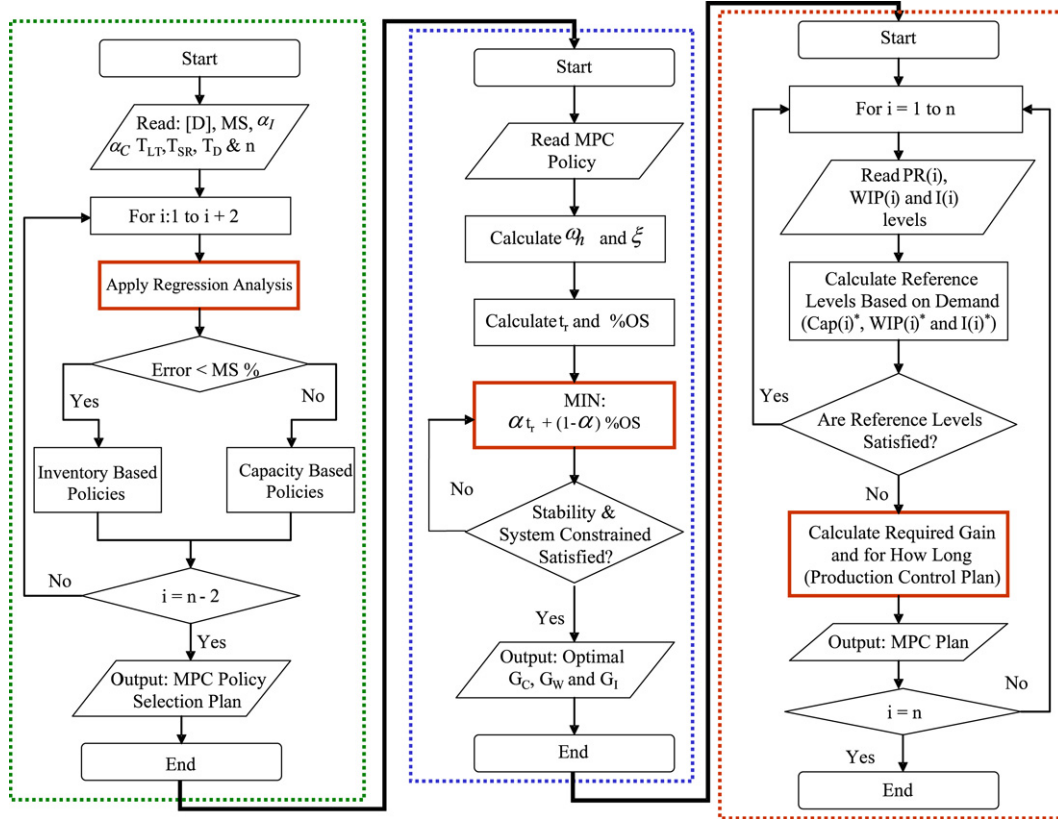 Start
Read: [D], MS, α_I
α_C T_LT, T_SR, T_D & n
For i:1 to i + 2
Apply Regression Analysis
Error < MS %
Yes
No
Inventory Based
Policies
Capacity Based
Policies
No
i = n - 2
Yes
Output: MPC Policy
Selection Plan
End
Start
Read MPC
Policy
Calculate ω_h and ξ
Calculate t_r and %OS
MIN:
α t_r + (1-α) %OS
No
Stability &
System Constrained
Satisfied?
Yes
Output: Optimal
G_C, G_W and G_I
End
Start
For i = 1 to n
Read PR(i),
WIP(i) and I(i)
levels
Calculate Reference
Levels Based on Demand
(Cap(i)*, WIP(i)* and I(i)*)
Yes
Are Reference Levels
Satisfied?
No
Calculate Required Gain
and for How Long
(Production Control Plan)
Output: MPC Plan
No
i = n
Yes
End